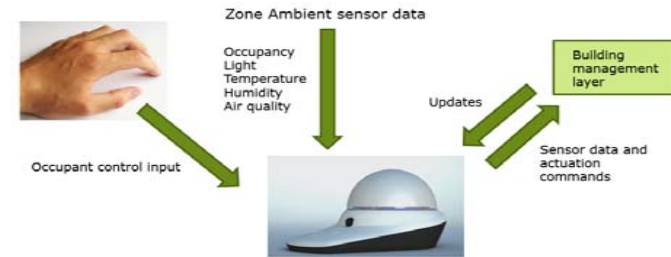 Zone Ambient sensor data
Occupancy
Light
Temperature
Humidity
Air quality
Building
management
layer
Updates
Occupant control input
Sensor data and
actuation
commands